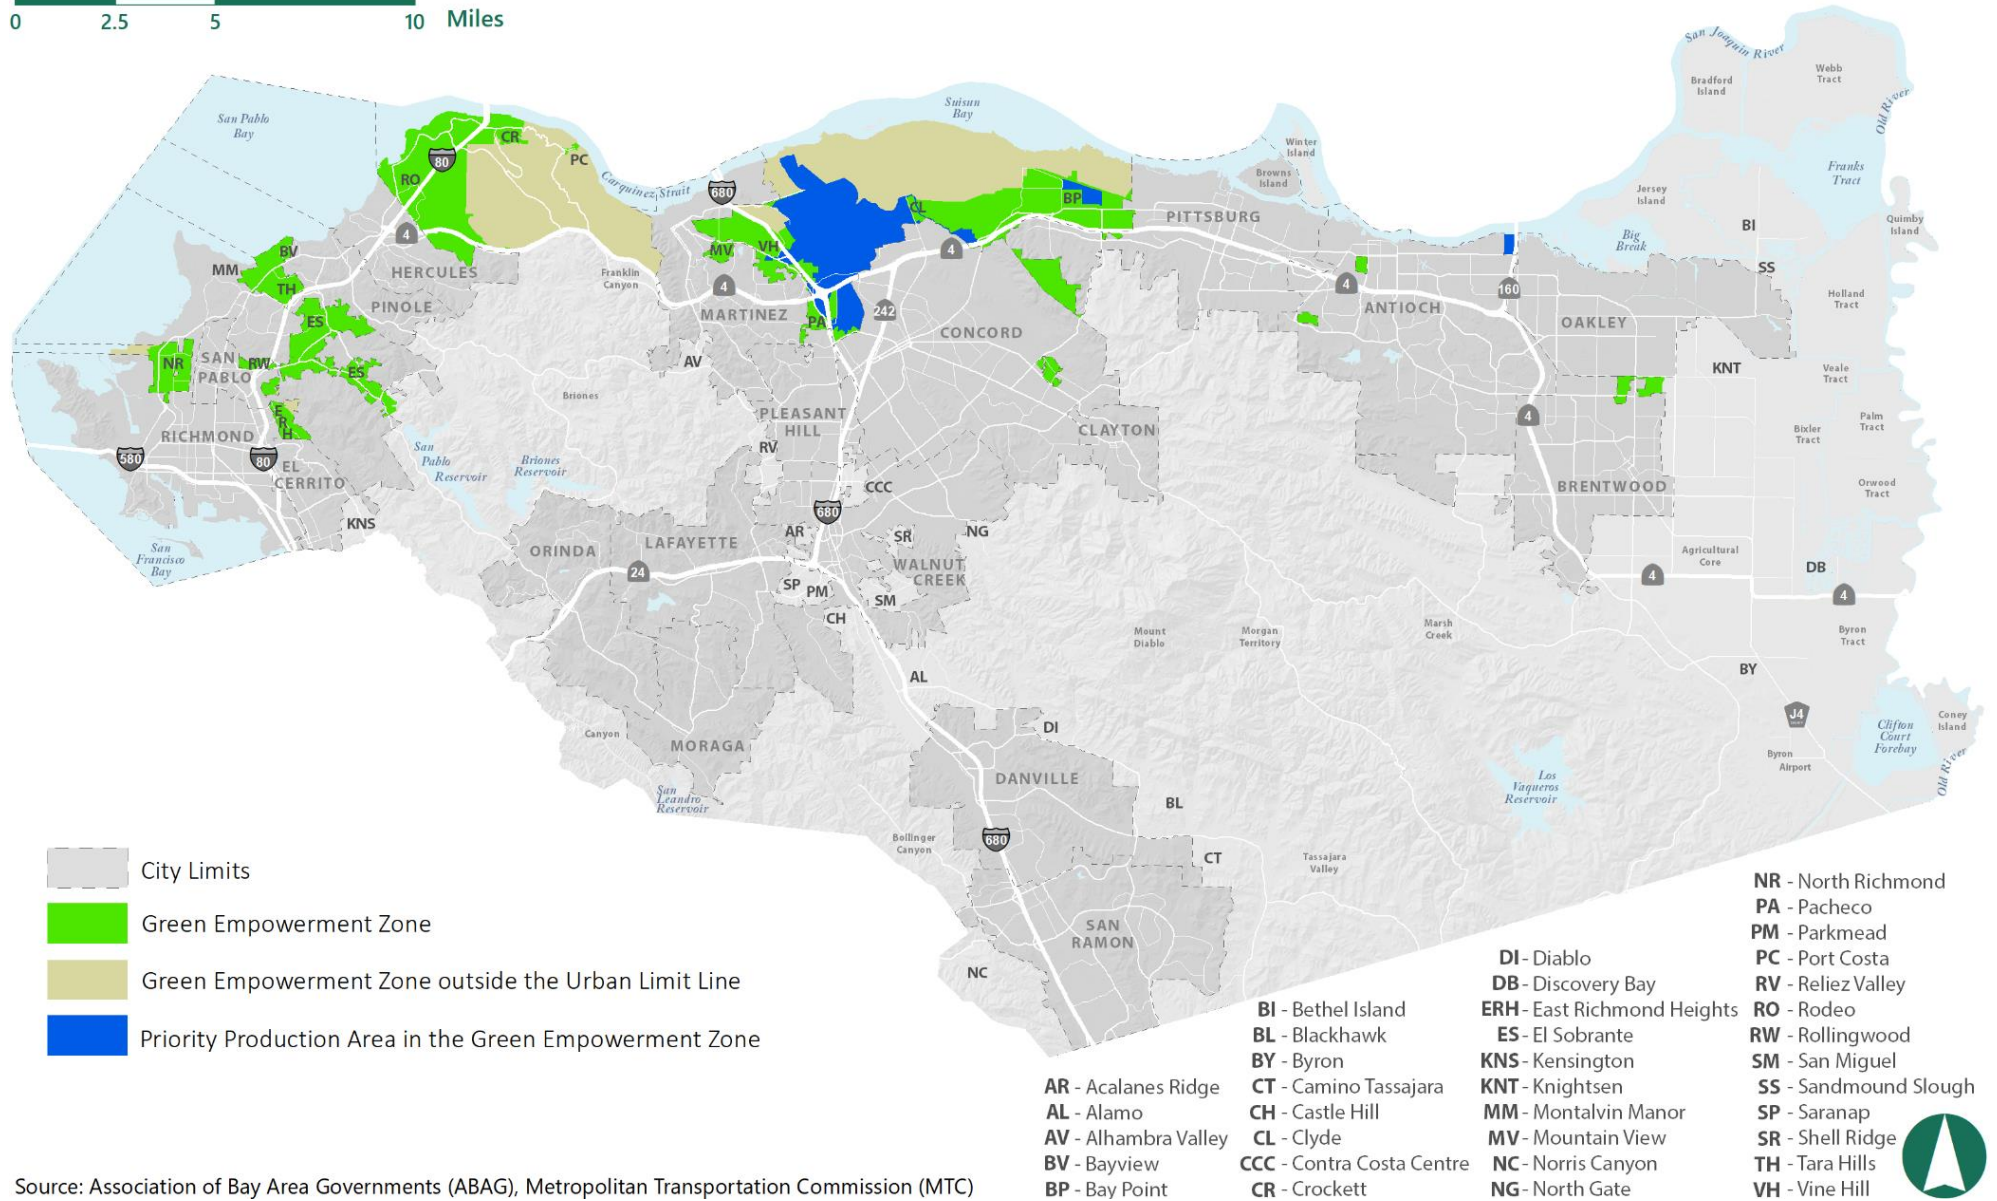 0 2.5 5 10 Miles
San Joaquin River
Webb
Tract
Bradford
Island
Old River
San Pablo
Bay
Suisun
Bay
CR
80
PC
RO
Carquinez Strait
680
Winter
Island
Browns
Island
Franks
Tract
Jersey
Island
BP
CL
PITTSBURG
BI
Quimby
Island
Big
Break
4
BV
MM
HERCULES
MV
VH
4
SS
TH
Franklin
Canyon
4
4
160
Holland
Tract
PINOLE
ES
MARTINEZ
PA
242
CONCORD
ANTIOCH
OAKLEY
NR
SAN
PABLO
RW
ES
AV
KNT
Veale
Tract
Briones
E
R
H
PLEASANT
HILL
CLAYTON
4
Palm
Tract
Bixler
Tract
RICHMOND
580
80
San
Pablo
Reservoir
Briones
Reservoir
RV
EL
CERRITO
CCC
BRENTWOOD
Orwood
Tract
KNS
680
AR
SR
NG
San
Francisco
Bay
ORINDA
LAFAYETTE
24
WALNUT
CREEK
Agricultural
Core
DB
4
4
SP
PM
SM
CH
Mount
Diablo
Morgan
Territory
Marsh
Creek
Byron
Tract
AL
BY
DI
J4
Clifton
Court
Forebay
Coney
Island
Canyon
MORAGA
Byron
Airport
Old River
DANVILLE
San
Leandro
Reservoir
BL
Los
Vaqueros
Reservoir
Bollinger
Canyon
680
CT
Tassajara
Valley
SAN
RAMON
NC
City Limits
Green Empowerment Zone
Green Empowerment Zone outside the Urban Limit Line
Priority Production Area in the Green Empowerment Zone
AR - Acalanes Ridge
AL - Alamo
AV - Alhambra Valley
BV - Bayview
BP - Bay Point
BI - Bethel Island
BL - Blackhawk
BY - Byron
CT - Camino Tassajara
CH - Castle Hill
CL - Clyde
CCC - Contra Costa Centre
CR - Crockett
DI - Diablo
DB - Discovery Bay
ERH - East Richmond Heights
ES - El Sobrante
KNS - Kensington
KNT - Knightsen
MM - Montalvin Manor
MV - Mountain View
NC - Norris Canyon
NG - North Gate
NR - North Richmond
PA - Pacheco
PM - Parkmead
PC - Port Costa
RV - Reliez Valley
RO - Rodeo
RW - Rollingwood
SM - San Miguel
SS - Sandmound Slough
SP - Saranap
SR - Shell Ridge
TH - Tara Hills
VH - Vine Hill
Source: Association of Bay Area Governments (ABAG), Metropolitan Transportation Commission (MTC)